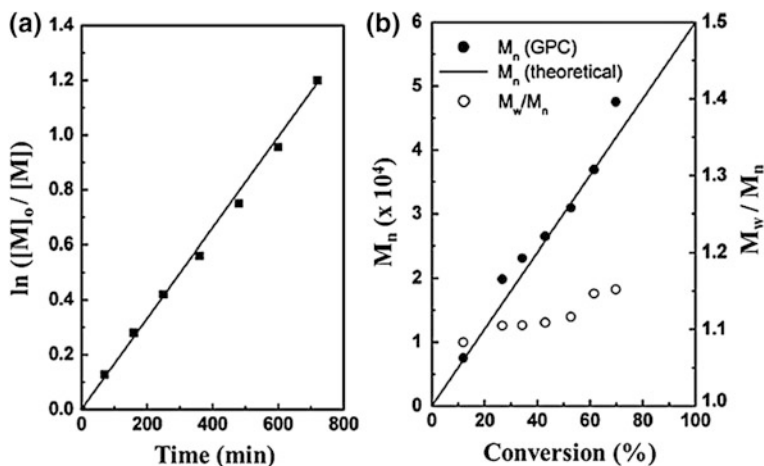 (a)
ln ([M]o / [M])
1.2
1.0
0.8
0.6
0.4
0.2
0.0
0 200 400 600 800
Time (min)
(b)
Mn (x 10⁴)
6
5
4
3
2
1
0
Mn (GPC)
Mn (theoretical)
Mw/Mn
1.5
1.4
1.3
1.2
1.1
1.0
Mw / Mn
0 20 40 60 80 100
Conversion (%)